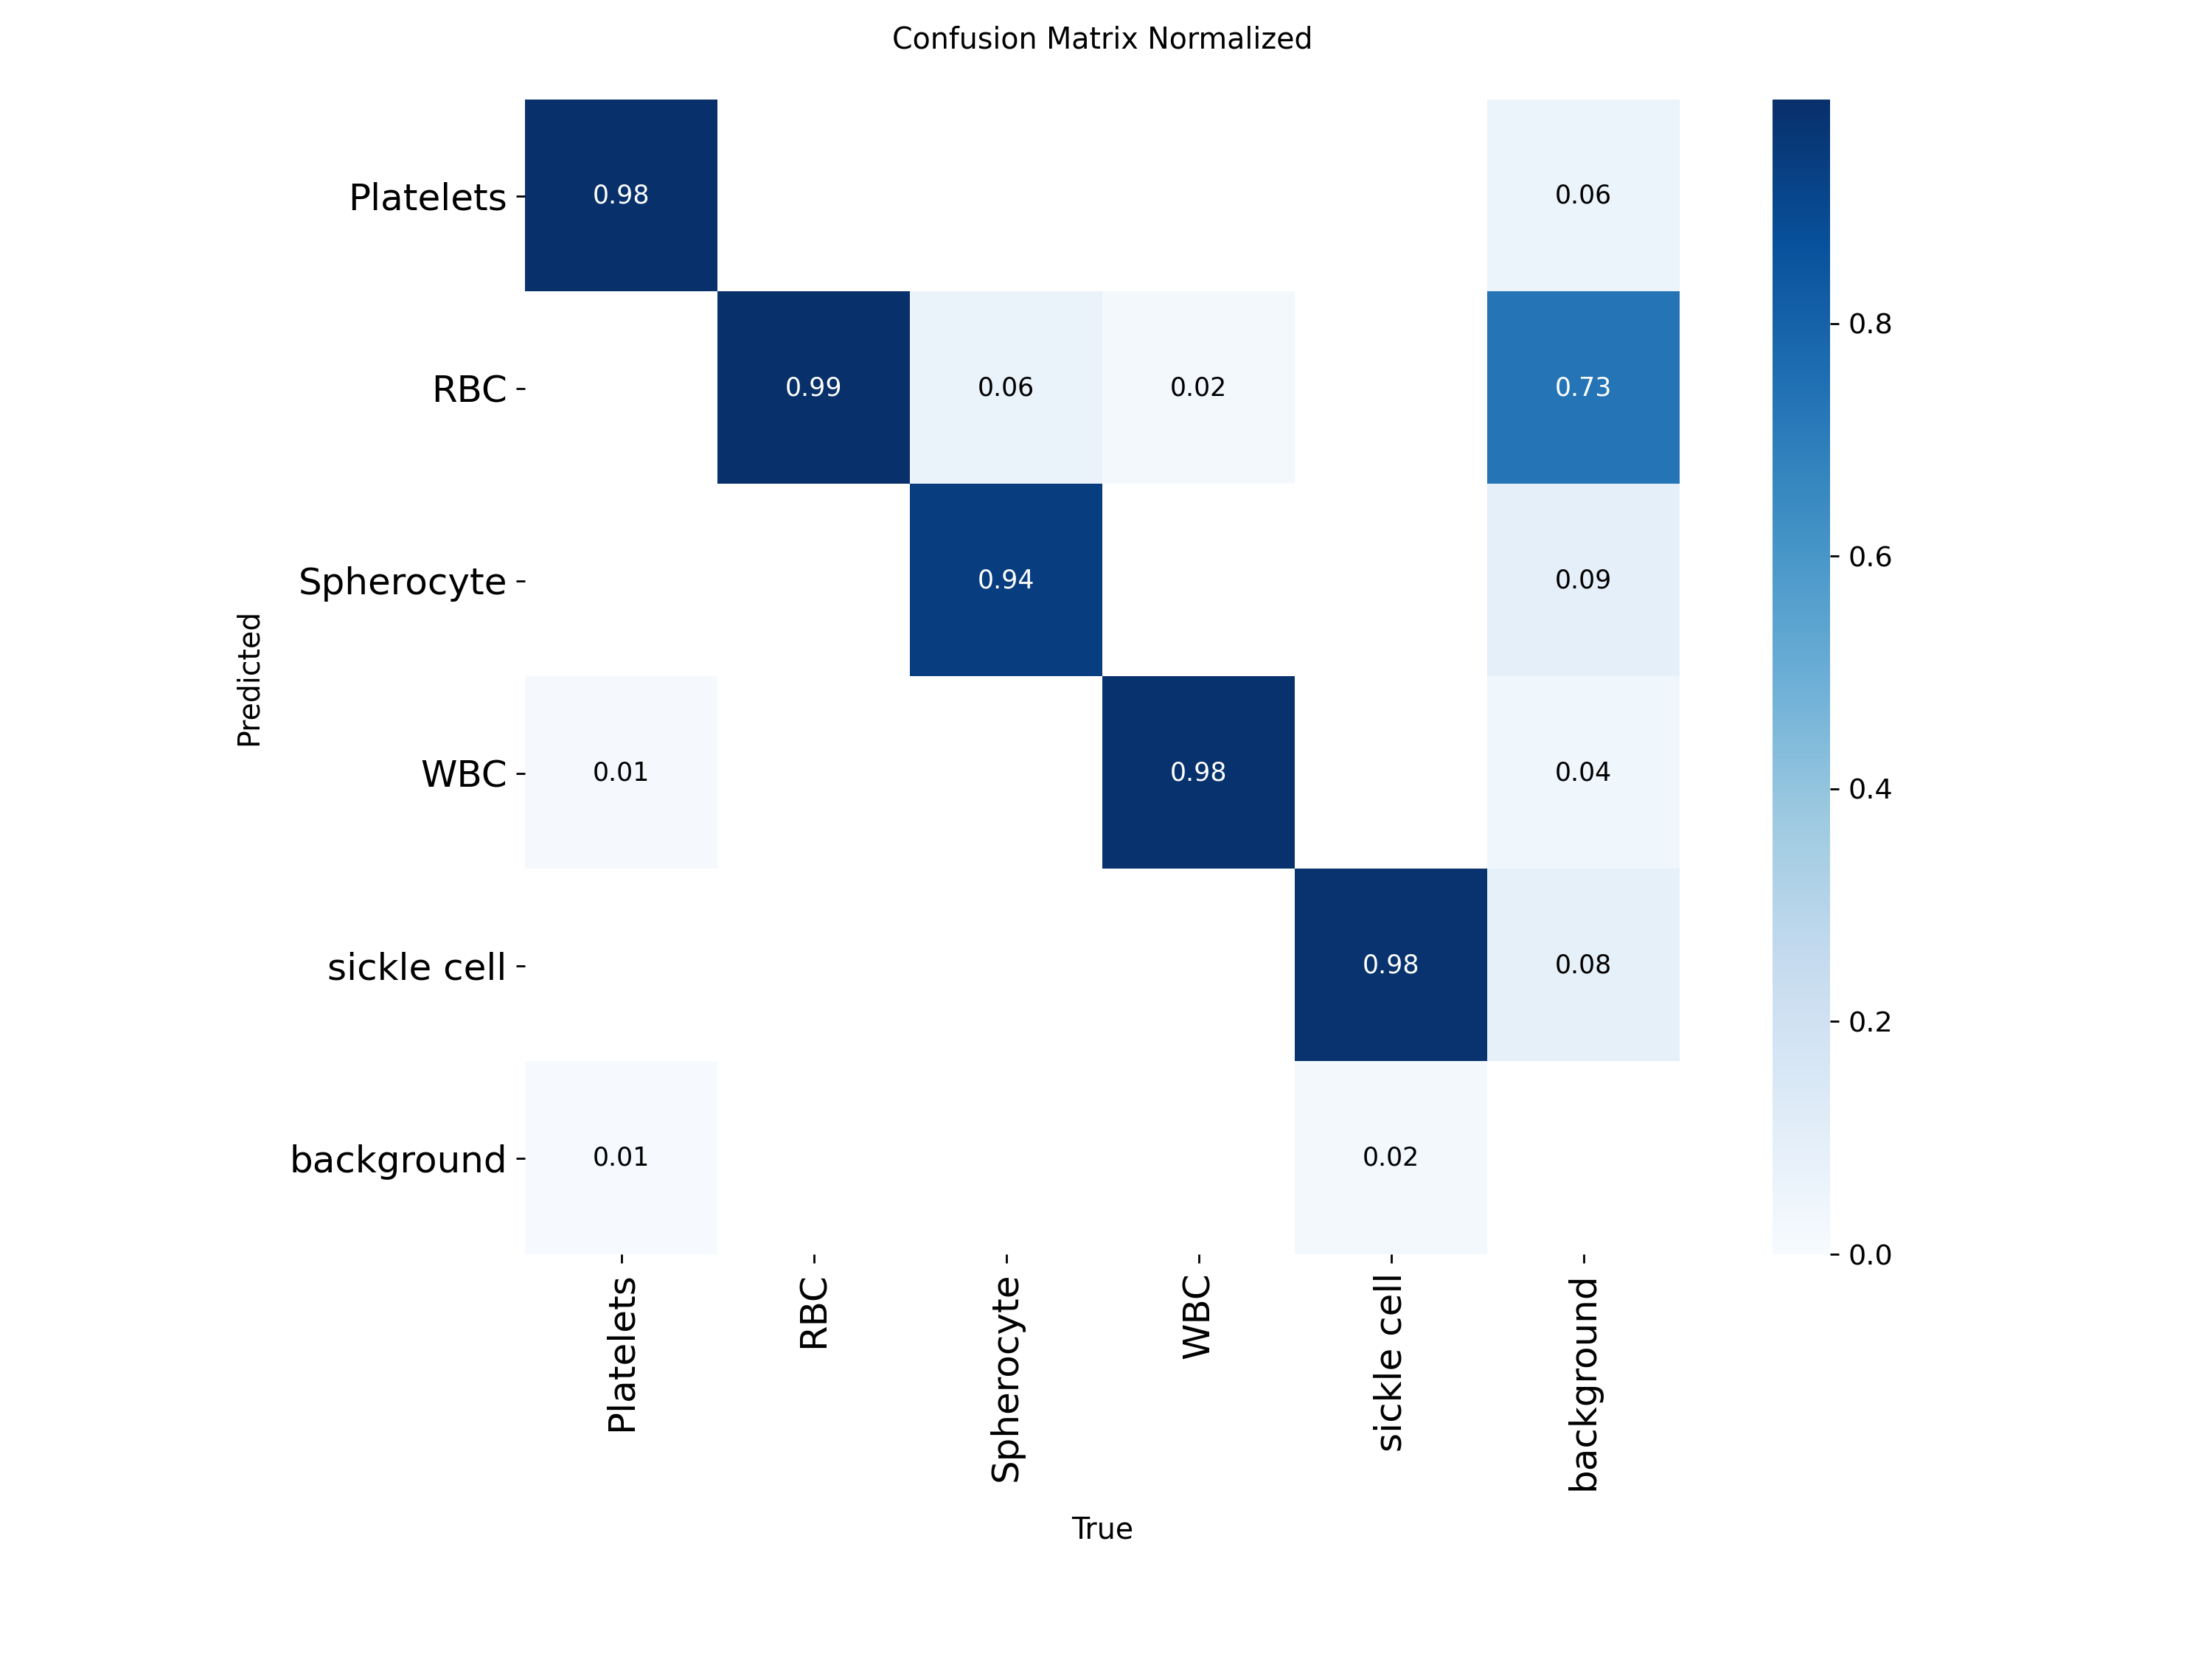 Confusion Matrix Normalized
Platelets
0.98
0.06
RBC
0.99
0.06
0.02
0.73
Spherocyte
0.94
0.09
WBC
0.01
0.98
0.04
sickle cell
0.98
0.08
background
0.01
0.02
Predicted
Platelets
RBC
Spherocyte
WBC
sickle cell
background
True
0.8
0.6
0.4
0.2
0.0